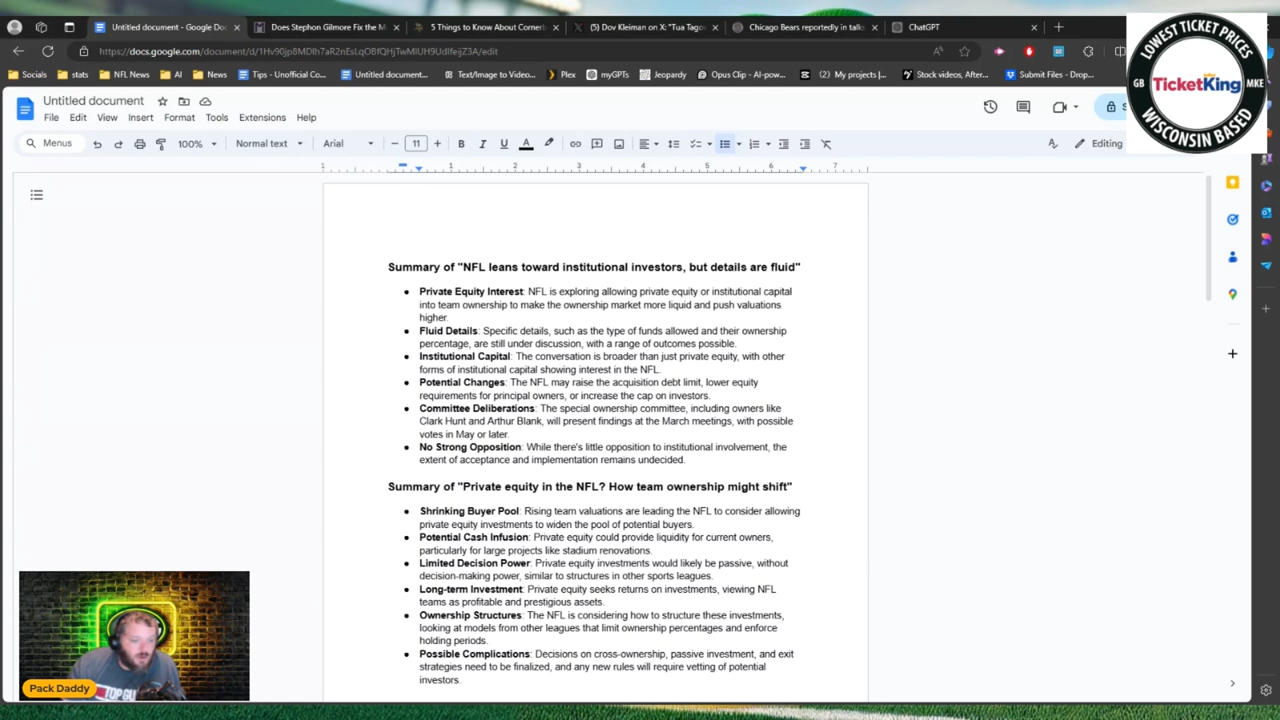 Untitled document - Google Doc
Does Stephon Gilmore Fix the M
5 Things to Know About Cornerb
(Dov Kleiman on X: "Tua Tago
Chicago Bears reportedly in talks
ChatGPT
https://docs.google.com/document/d/1Hv90jp8MDlh7aR2nEsLqOBfQHjTwMlUH9UdIfeijZ3A/edit
Socials
stats
NFL News
AI
News
Tips - Unofficial Co...
Untitled document...
Text/Image to Video...
Plex
myGPTs
Jeopardy
Opus Clip - AI-pow...
(2) My projects |...
Stock videos, After...
Submit Files - Drop...
LOWEST TICKET PRICES
GB
TicketKing
MKE
WISCONSIN BASED
Untitled document
File Edit View Insert Format Tools Extensions Help
Menus
100%
Normal text
Arial
11
Editing
1 1 2 3 4 5 6 7
Summary of "NFL leans toward institutional investors, but details are fluid"
● Private Equity Interest: NFL is exploring allowing private equity or institutional capital
into team ownership to make the ownership market more liquid and push valuations
higher.
● Fluid Details: Specific details, such as the type of funds allowed and their ownership
percentage, are still under discussion, with a range of outcomes possible.
● Institutional Capital: The conversation is broader than just private equity, with other
forms of institutional capital showing interest in the NFL.
● Potential Changes: The NFL may raise the acquisition debt limit, lower equity
requirements for principal owners, or increase the cap on investors.
● Committee Deliberations: The special ownership committee, including owners like
Clark Hunt and Arthur Blank, will present findings at the March meetings, with possible
votes in May or later.
● No Strong Opposition: While there's little opposition to institutional involvement, the
extent of acceptance and implementation remains undecided.
Summary of "Private equity in the NFL? How team ownership might shift"
● Shrinking Buyer Pool: Rising team valuations are leading the NFL to consider allowing
private equity investments to widen the pool of potential buyers.
● Potential Cash Infusion: Private equity could provide liquidity for current owners,
particularly for large projects like stadium renovations.
● Limited Decision Power: Private equity investments would likely be passive, without
decision-making power, similar to structures in other sports leagues.
● Long-term Investment: Private equity seeks returns on investments, viewing NFL
teams as profitable and prestigious assets.
● Ownership Structures: The NFL is considering how to structure these investments,
looking at models from other leagues that limit ownership percentages and enforce
holding periods.
● Possible Complications: Decisions on cross-ownership, passive investment, and exit
strategies need to be finalized, and any new rules will require vetting of potential
investors.
Pack Daddy